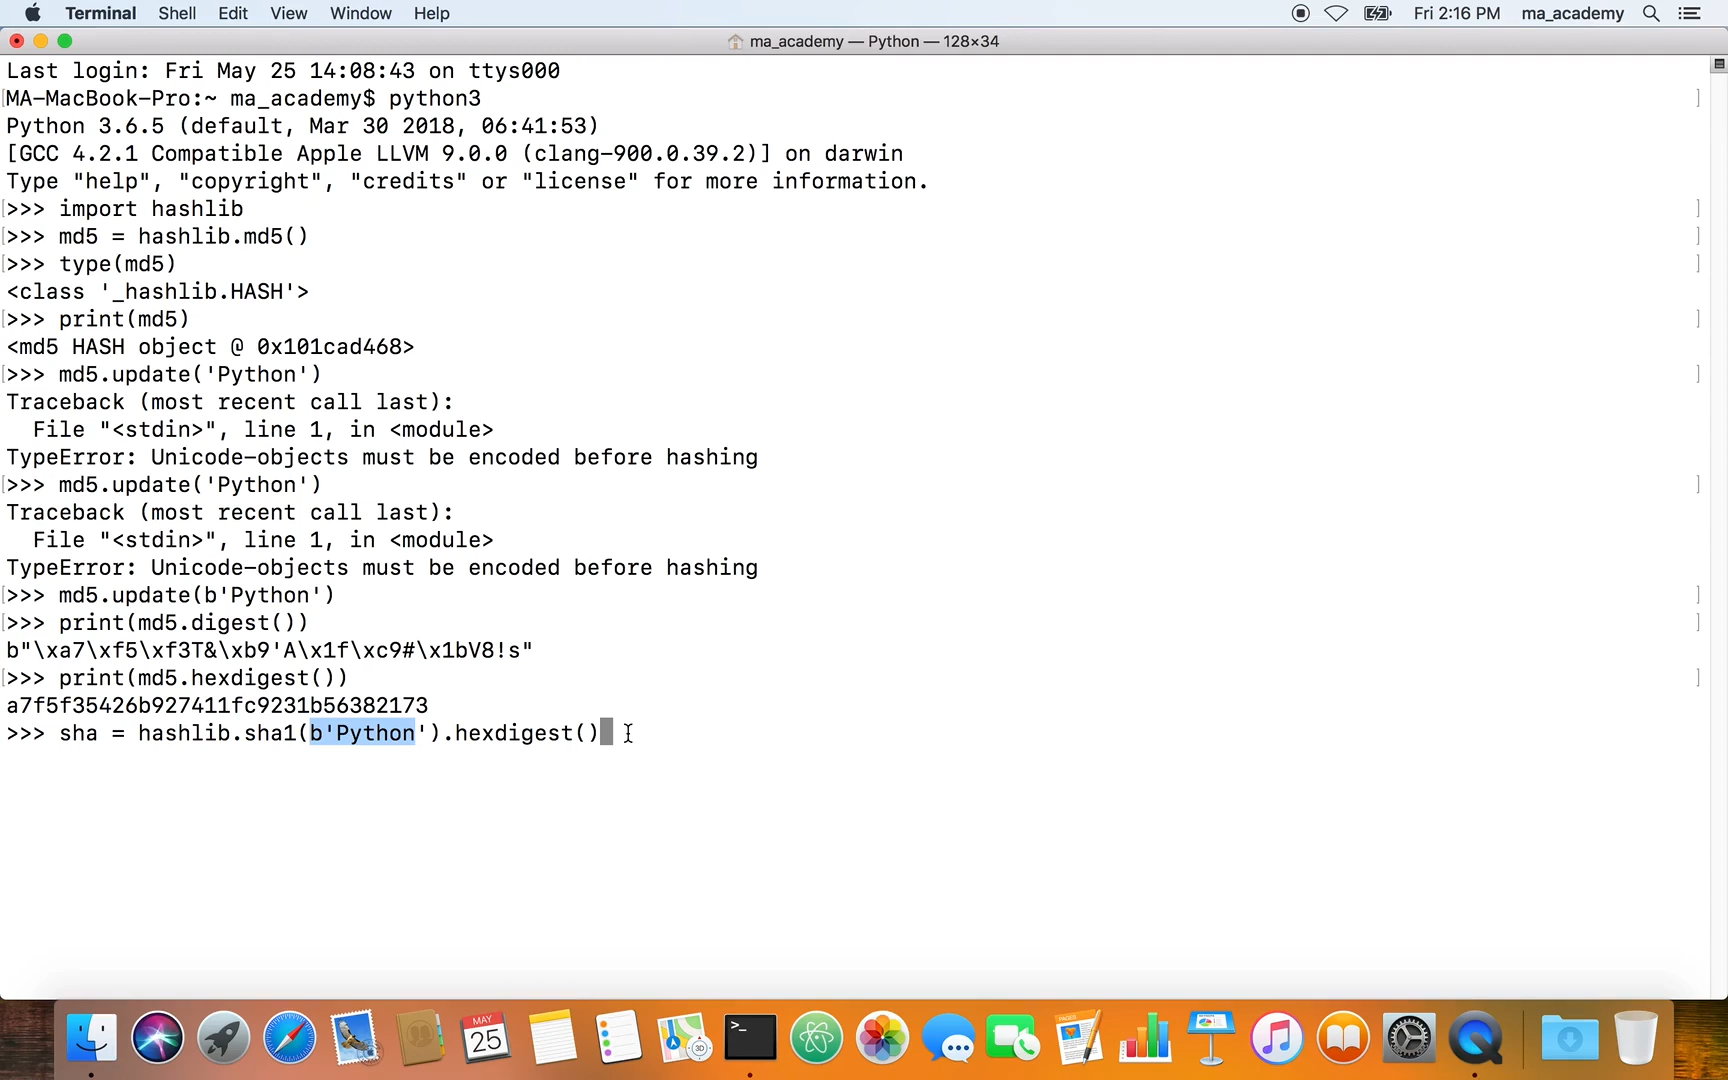 Terminal Shell Edit View Window Help Fri 2:16 PM ma_academy
ma_academy — Python — 128×34
Last login: Fri May 25 14:08:43 on ttys000
[MA-MacBook-Pro:~ ma_academy$ python3 ]
Python 3.6.5 (default, Mar 30 2018, 06:41:53)
[GCC 4.2.1 Compatible Apple LLVM 9.0.0 (clang-900.0.39.2)] on darwin
Type "help", "copyright", "credits" or "license" for more information.
[>>> import hashlib ]
[>>> md5 = hashlib.md5() ]
[>>> type(md5) ]
<class '_hashlib.HASH'>
[>>> print(md5) ]
<md5 HASH object @ 0x101cad468>
[>>> md5.update('Python') ]
Traceback (most recent call last):
  File "<stdin>", line 1, in <module>
TypeError: Unicode-objects must be encoded before hashing
[>>> md5.update('Python') ]
Traceback (most recent call last):
  File "<stdin>", line 1, in <module>
TypeError: Unicode-objects must be encoded before hashing
[>>> md5.update(b'Python') ]
[>>> print(md5.digest()) ]
b"\xa7\xf5\xf3T&\xb9'A\x1f\xc9#\x1bV8!s"
[>>> print(md5.hexdigest()) ]
a7f5f35426b927411fc9231b56382173
>>> sha = hashlib.sha1(b'Python').hexdigest()
MAY
25
3D
>_